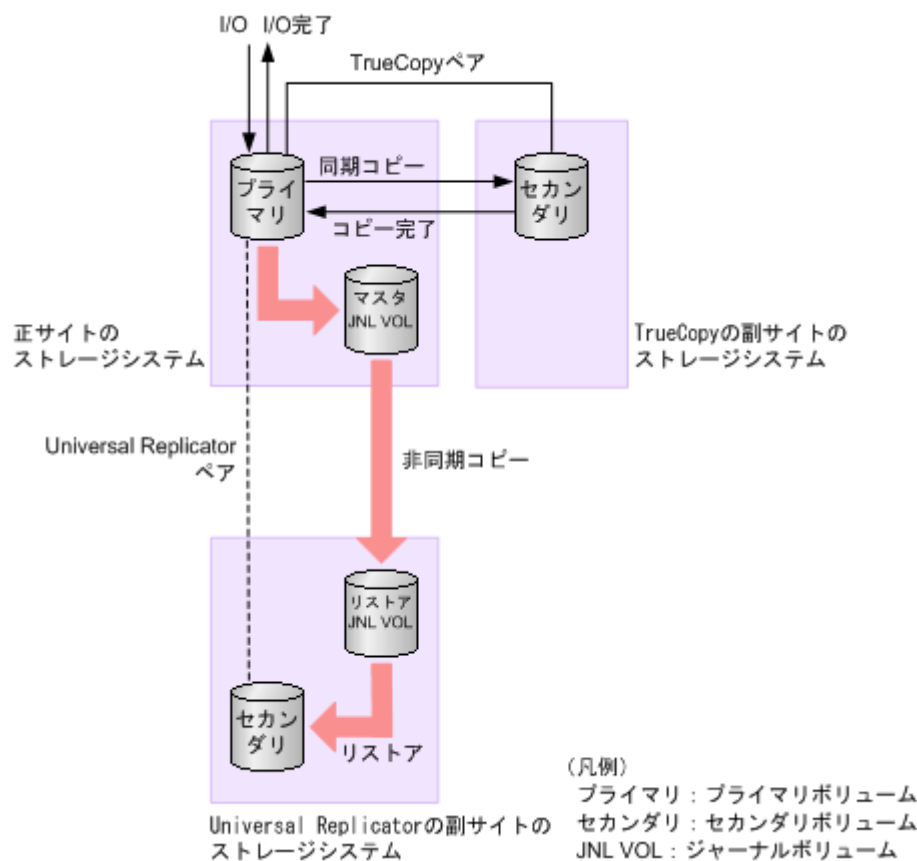 I/O I/O完了
TrueCopyペア
プライ
マリ
同期コピー
セカン
ダリ
コピー完了
マスタ
JNL VOL
正サイトの
ストレージシステム
TrueCopyの副サイトの
ストレージシステム
Universal Replicator
ペア
非同期コピー
リストア
JNL VOL
セカン
ダリ
リストア
Universal Replicatorの副サイトの
ストレージシステム
(凡例)
プライマリ：プライマリボリューム
セカンダリ：セカンダリボリューム
JNL VOL：ジャーナルボリューム